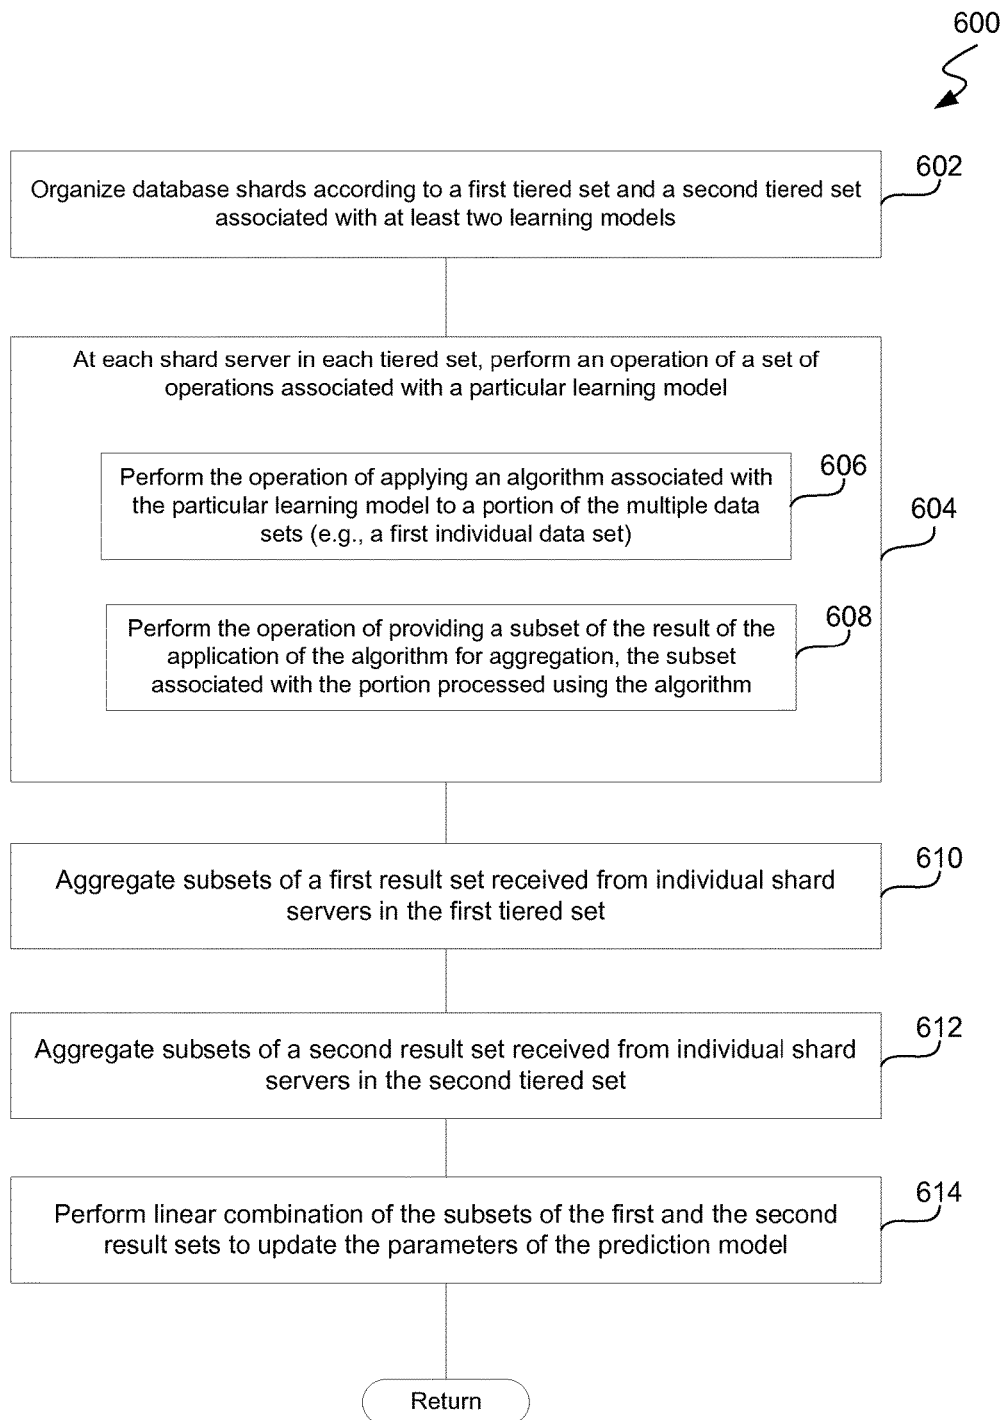 600
Organize database shards according to a first tiered set and a second tiered set
associated with at least two learning models
602
At each shard server in each tiered set, perform an operation of a set of
operations associated with a particular learning model
604
Perform the operation of applying an algorithm associated with
the particular learning model to a portion of the multiple data
sets (e.g., a first individual data set)
606
Perform the operation of providing a subset of the result of the
application of the algorithm for aggregation, the subset
associated with the portion processed using the algorithm
608
Aggregate subsets of a first result set received from individual shard
servers in the first tiered set
610
Aggregate subsets of a second result set received from individual shard
servers in the second tiered set
612
Perform linear combination of the subsets of the first and the second
result sets to update the parameters of the prediction model
614
Return